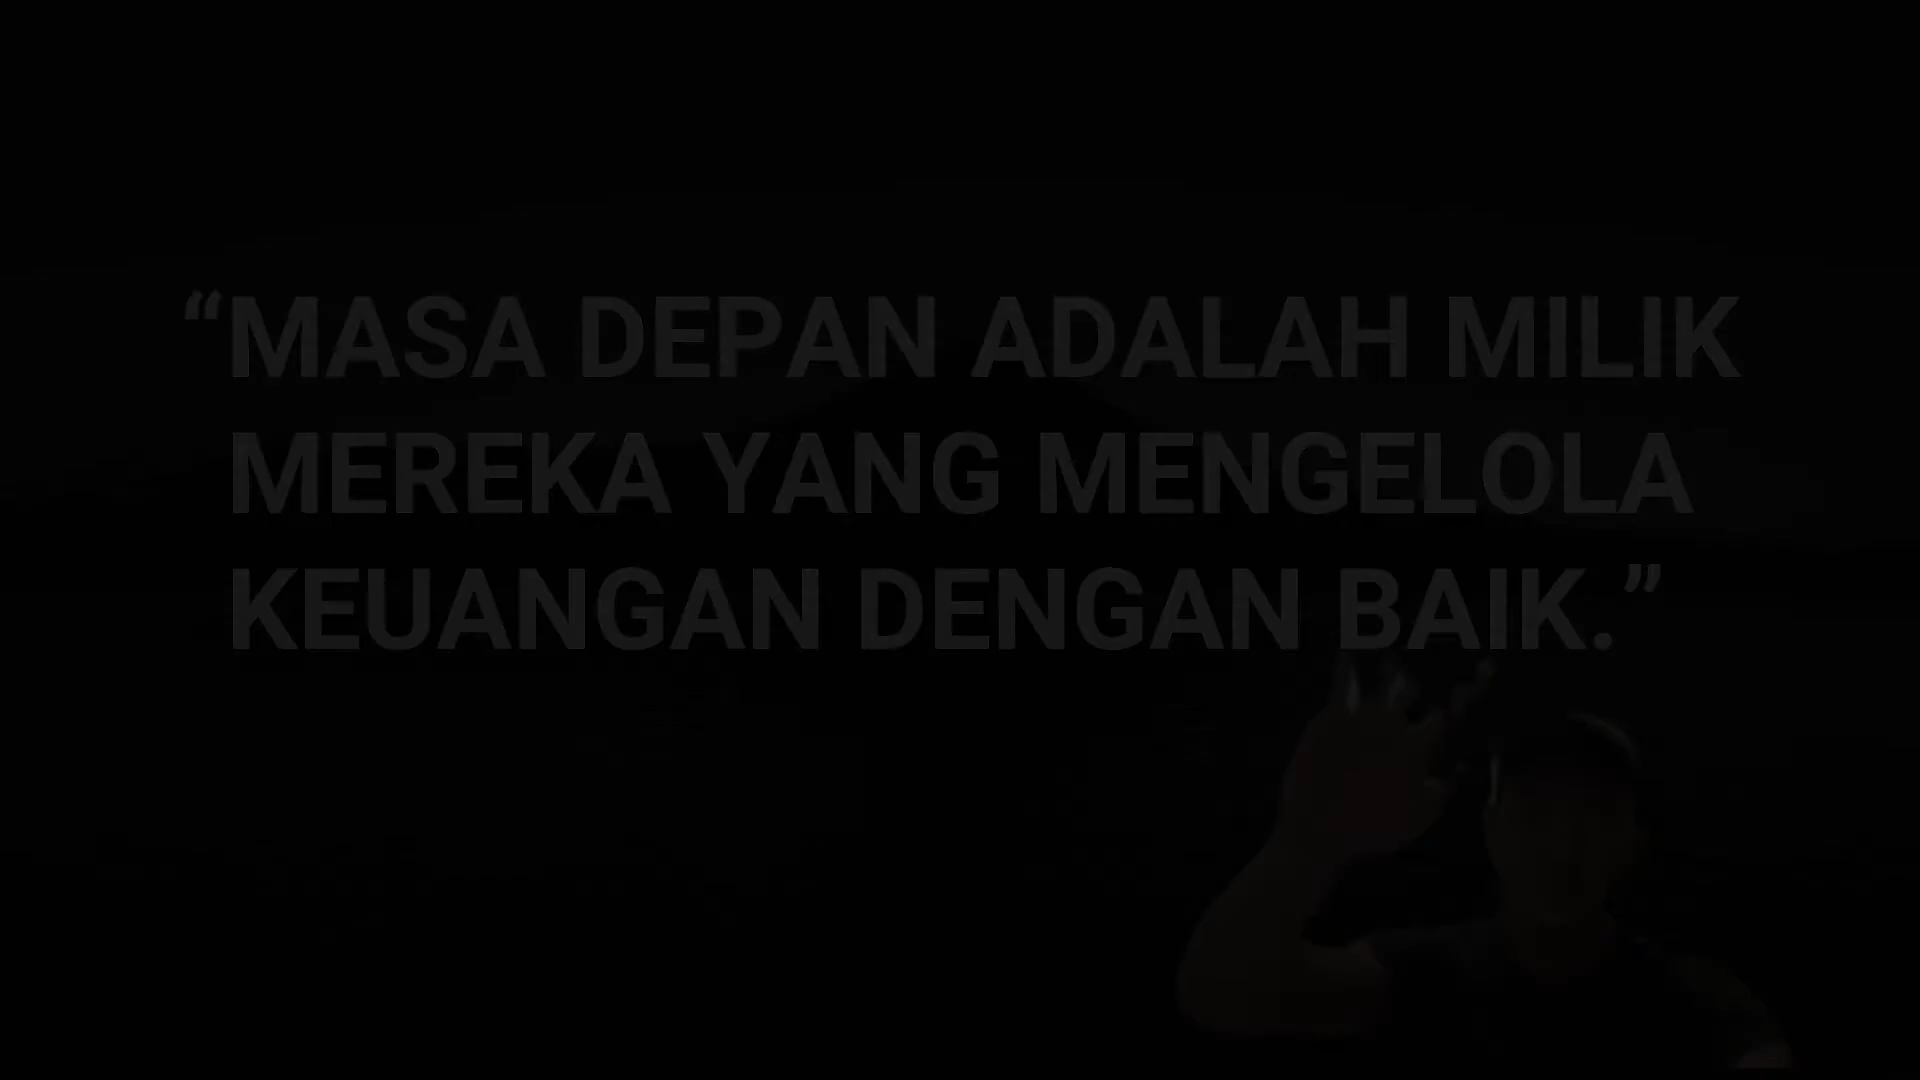 “MASA DEPAN ADALAH MILIK
MEREKA YANG MENGELOLA
KEUANGAN DENGAN BAIK.”